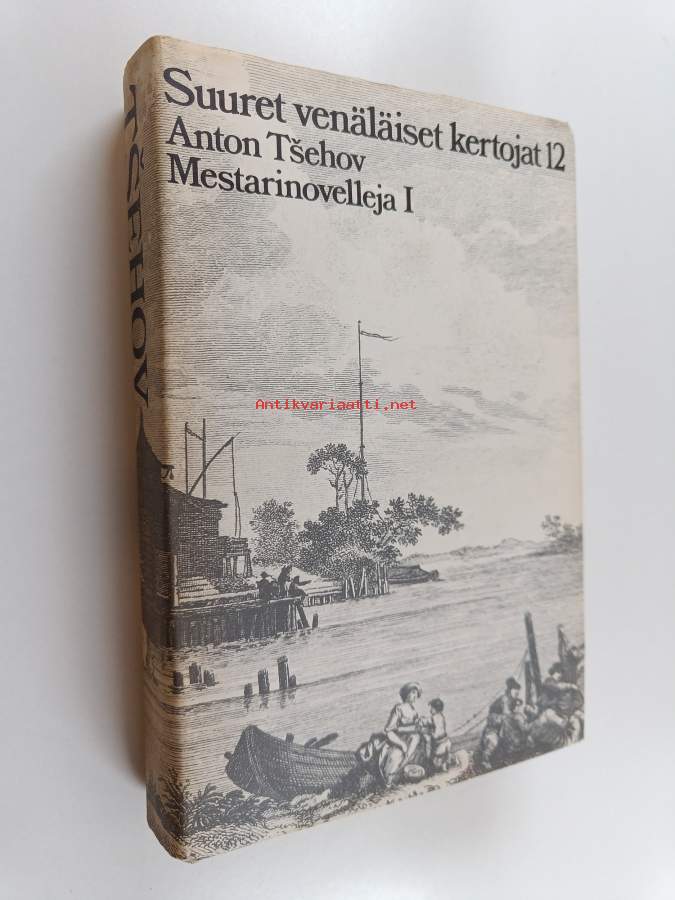 Suuret venäläiset kertojat 12
Anton Tšehov
Mestarinovelleja I
TŠEHOV
Antikvariaatti.net